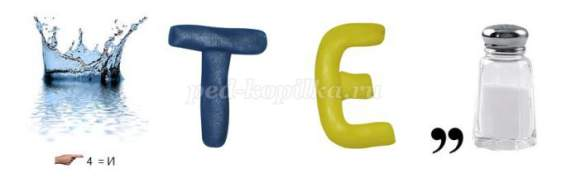 Т Е ,,
ped-kopilka.ru
4 = И